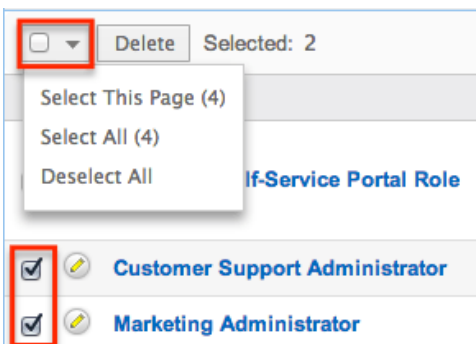 Delete Selected: 2
Select This Page (4)
Select All (4)
Deselect All
lf-Service Portal Role
Customer Support Administrator
Marketing Administrator